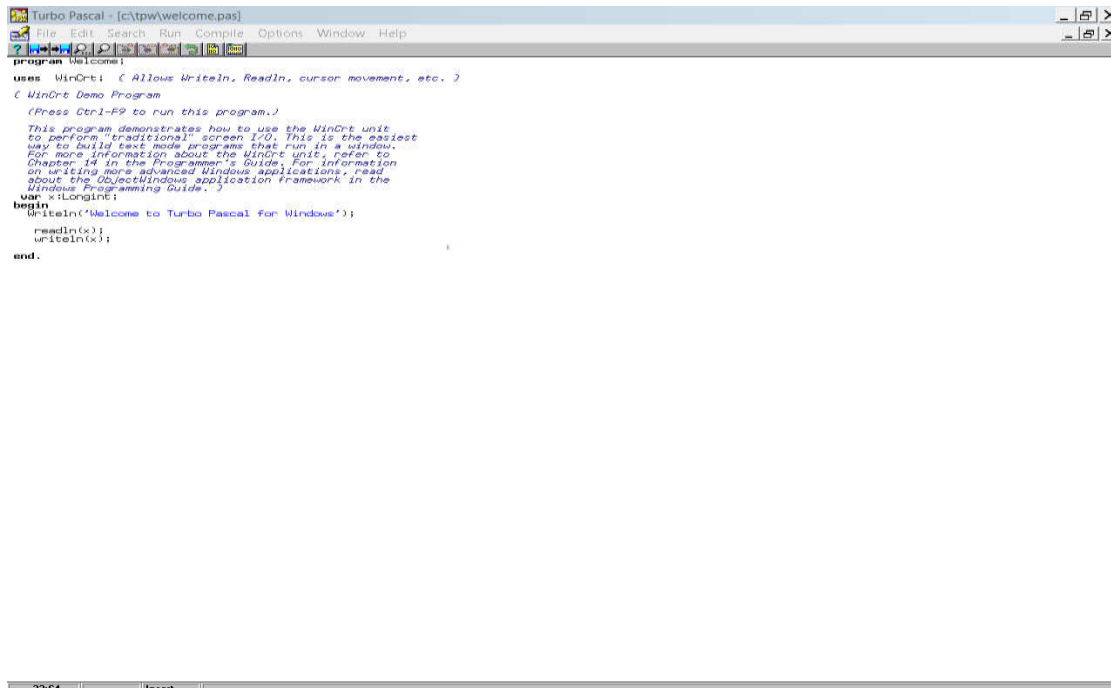 Turbo Pascal - [c:\tpw\welcome.pas]
File Edit Search Run Compile Options Window Help
program Welcome;
uses WinCrt; { Allows Writeln, Readln, cursor movement, etc. }
{ WinCrt Demo Program
(Press Ctrl-F9 to run this program.)
This program demonstrates how to use the WinCrt unit
to perform "traditional" screen I/O. This is the easiest
way to build text mode programs that run in a window.
For more information about the WinCrt unit, refer to
Chapter 14 in the Programmer's Guide. For information
on writing more advanced Windows applications, read
about the ObjectWindows application framework in the
Windows Programming Guide. }
var x:Longint;
begin
Writeln('Welcome to Turbo Pascal for Windows');
readln(x);
writeln(x);
end.
22:64 Insert